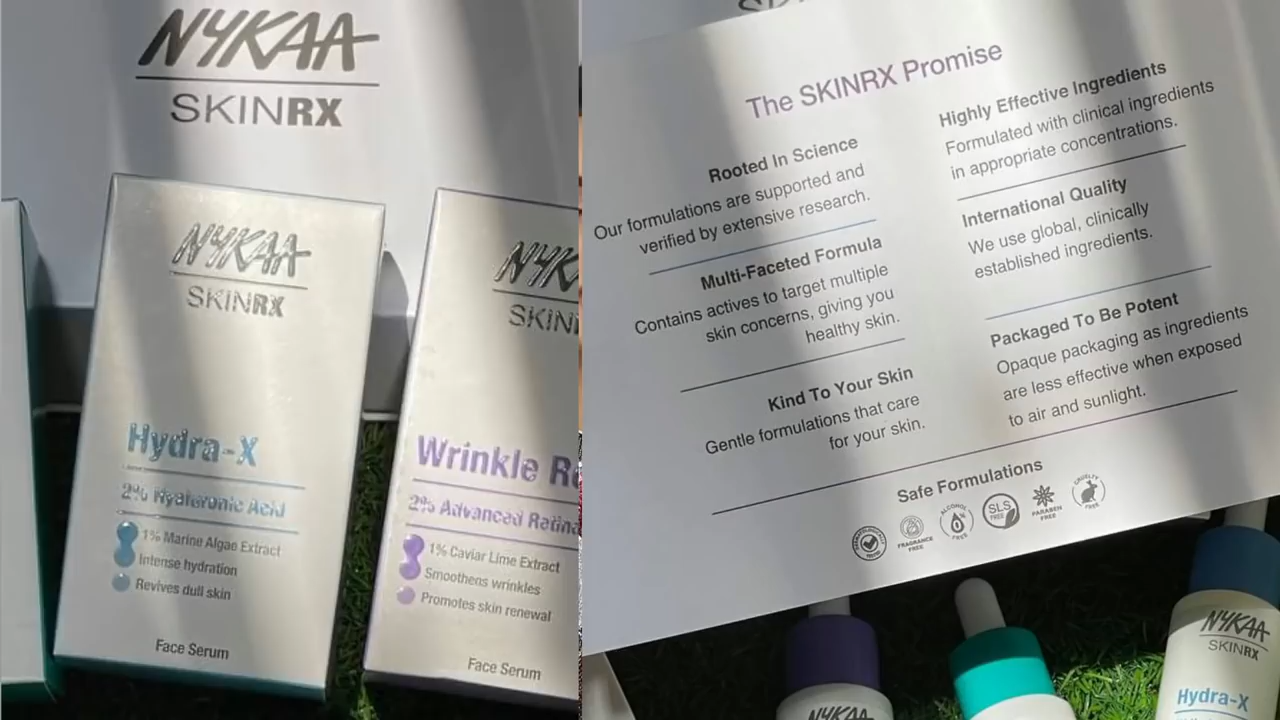 NYKAA
SKINRX
NYKAA
SKINRX
Hydra-X
2% Hyaluronic Acid
1% Marine Algae Extract
Intense hydration
Revives dull skin
Face Serum
NYK
SKIN
Wrinkle Re
2% Advanced Retina
1% Caviar Lime Extract
Smoothens wrinkles
Promotes skin renewal
Face Serum
The SKINRX Promise
Rooted In Science
Our formulations are supported and
verified by extensive research.
Multi-Faceted Formula
Contains actives to target multiple
skin concerns, giving you
healthy skin.
Kind To Your Skin
Gentle formulations that care
for your skin.
Highly Effective Ingredients
Formulated with clinical ingredients
in appropriate concentrations.
International Quality
We use global, clinically
established ingredients.
Packaged To Be Potent
Opaque packaging as ingredients
are less effective when exposed
to air and sunlight.
Safe Formulations
FRAGRANCE
FREE
ALCOHOL
FREE
SLS
FREE
PARABEN
FREE
CRUELTY
FREE
NYKAA
NYKAA
SKINRX
Hydra-X